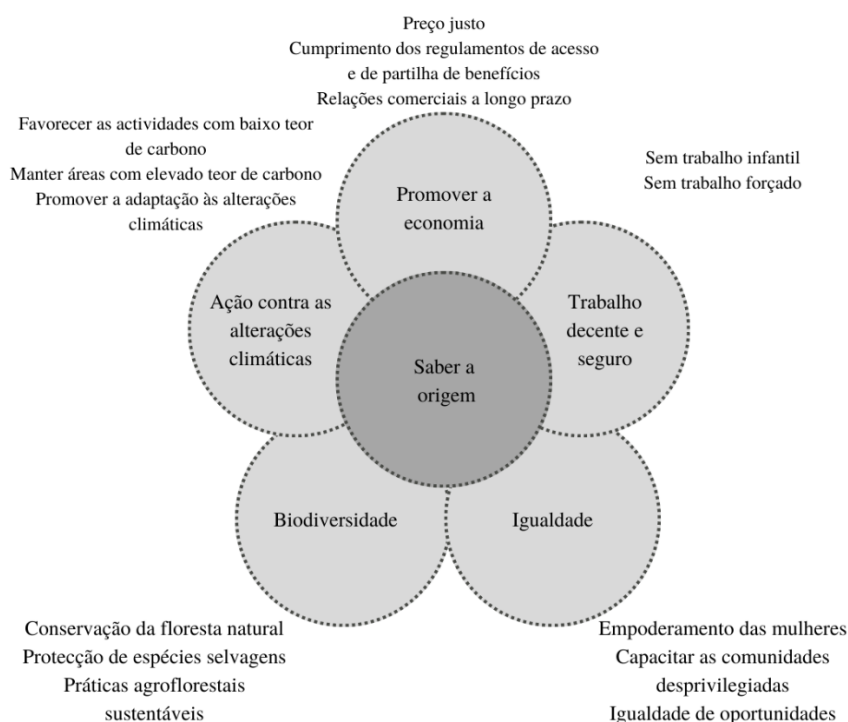 Preço justo
Cumprimento dos regulamentos de acesso
e de partilha de benefícios
Relações comerciais a longo prazo
Favorecer as actividades com baixo teor
de carbono
Manter áreas com elevado teor de carbono
Promover a adaptação às alterações
climáticas
Sem trabalho infantil
Sem trabalho forçado
Promover a
economia
Ação contra as
alterações
climáticas
Trabalho
decente e
seguro
Saber a
origem
Biodiversidade
Igualdade
Conservação da floresta natural
Protecção de espécies selvagens
Práticas agroflorestais
sustentáveis
Empoderamento das mulheres
Capacitar as comunidades
desprivilegiadas
Igualdade de oportunidades